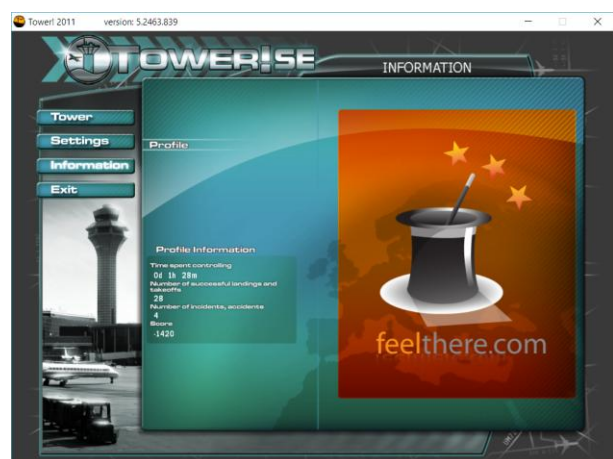 Tower! 2011 version: 5.2463.839
TOWER!SE
INFORMATION
Tower
Settings
Information
Exit
Profile
Profile Information
Time spent controlling
0d 1h 28m
Number of successful landings and
takeoffs
28
Number of incidents, accidents
4
Score
-1420
feelthere.com